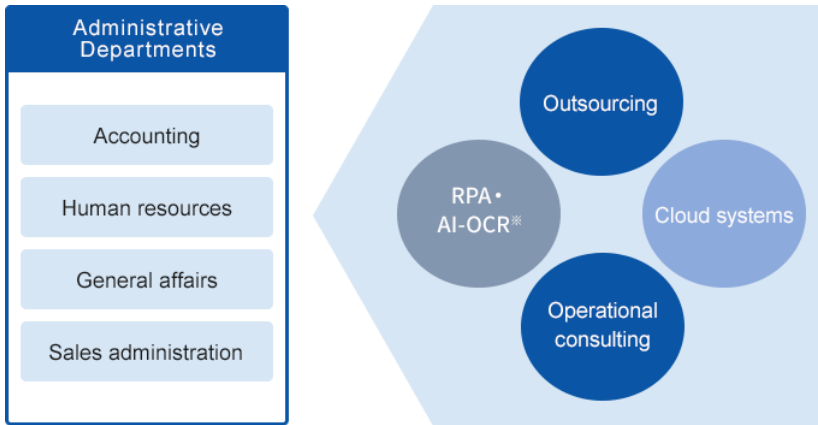 Administrative
Departments
Accounting
Human resources
General affairs
Sales administration
Outsourcing
RPA・
AI-OCR※
Cloud systems
Operational
consulting